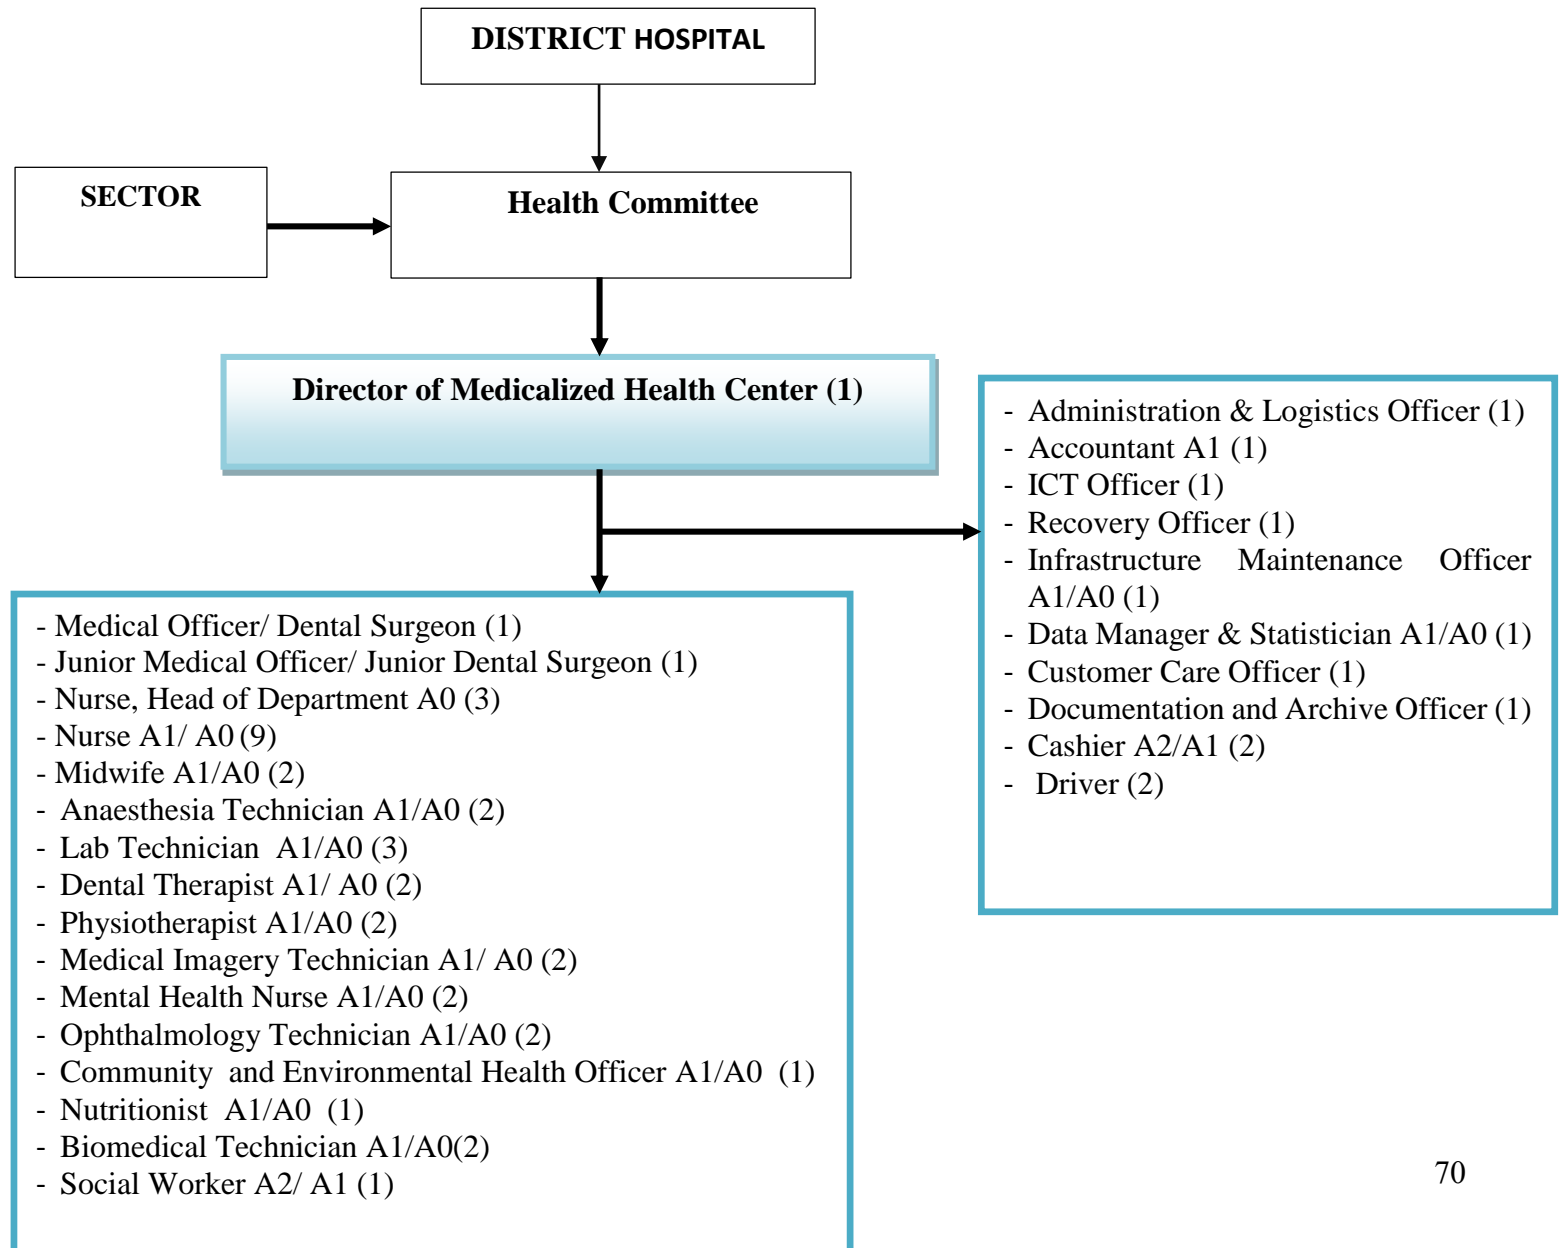 DISTRICT HOSPITAL
SECTOR
Health Committee
Director of Medicalized Health Center (1)
- Administration & Logistics Officer (1)
- Accountant A1 (1)
- ICT Officer (1)
- Recovery Officer (1)
- Infrastructure Maintenance Officer
A1/A0 (1)
- Data Manager & Statistician A1/A0 (1)
- Customer Care Officer (1)
- Documentation and Archive Officer (1)
- Cashier A2/A1 (2)
- Driver (2)
- Medical Officer/ Dental Surgeon (1)
- Junior Medical Officer/ Junior Dental Surgeon (1)
- Nurse, Head of Department A0 (3)
- Nurse A1/ A0 (9)
- Midwife A1/A0 (2)
- Anaesthesia Technician A1/A0 (2)
- Lab Technician A1/A0 (3)
- Dental Therapist A1/ A0 (2)
- Physiotherapist A1/A0 (2)
- Medical Imagery Technician A1/ A0 (2)
- Mental Health Nurse A1/A0 (2)
- Ophthalmology Technician A1/A0 (2)
- Community and Environmental Health Officer A1/A0 (1)
- Nutritionist A1/A0 (1)
- Biomedical Technician A1/A0(2)
- Social Worker A2/ A1 (1)
70